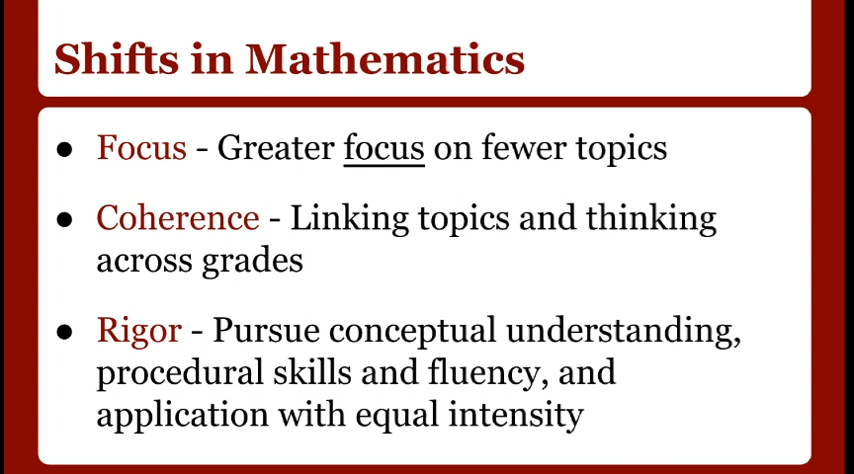 Shifts in Mathematics
● Focus - Greater focus on fewer topics
● Coherence - Linking topics and thinking
across grades
● Rigor - Pursue conceptual understanding,
procedural skills and fluency, and
application with equal intensity